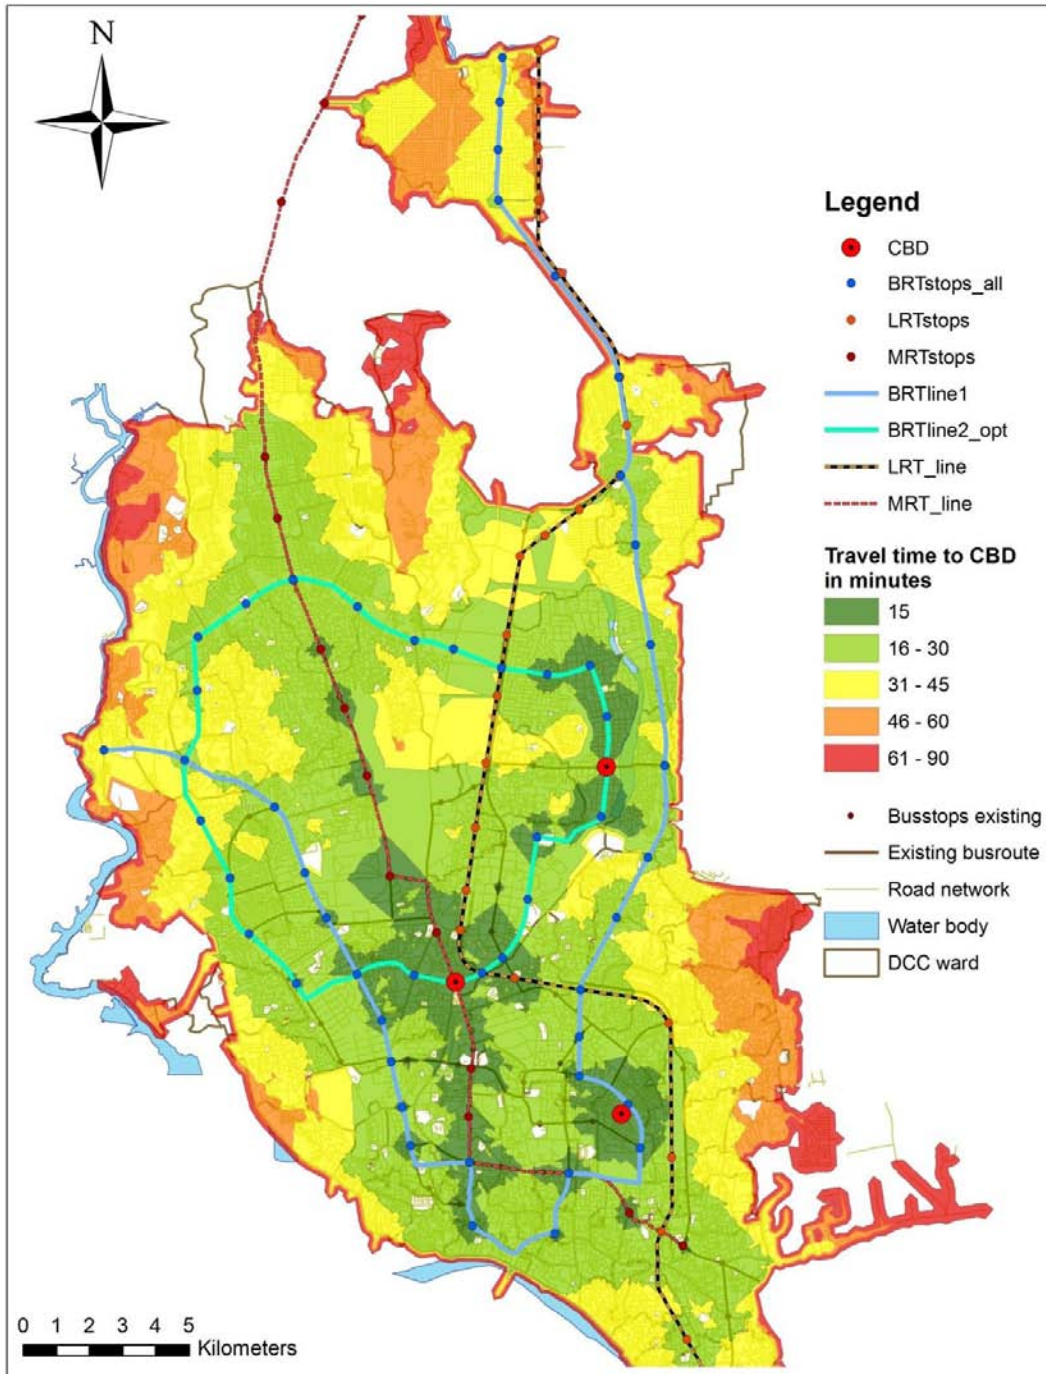 N
Legend
CBD
BRTstops_all
LRTstops
MRTstops
BRTline1
BRTline2_opt
LRT_line
MRT_line
Travel time to CBD
in minutes
15
16 - 30
31 - 45
46 - 60
61 - 90
Busstops existing
Existing busroute
Road network
Water body
DCC ward
0 1 2 3 4 5
Kilometers